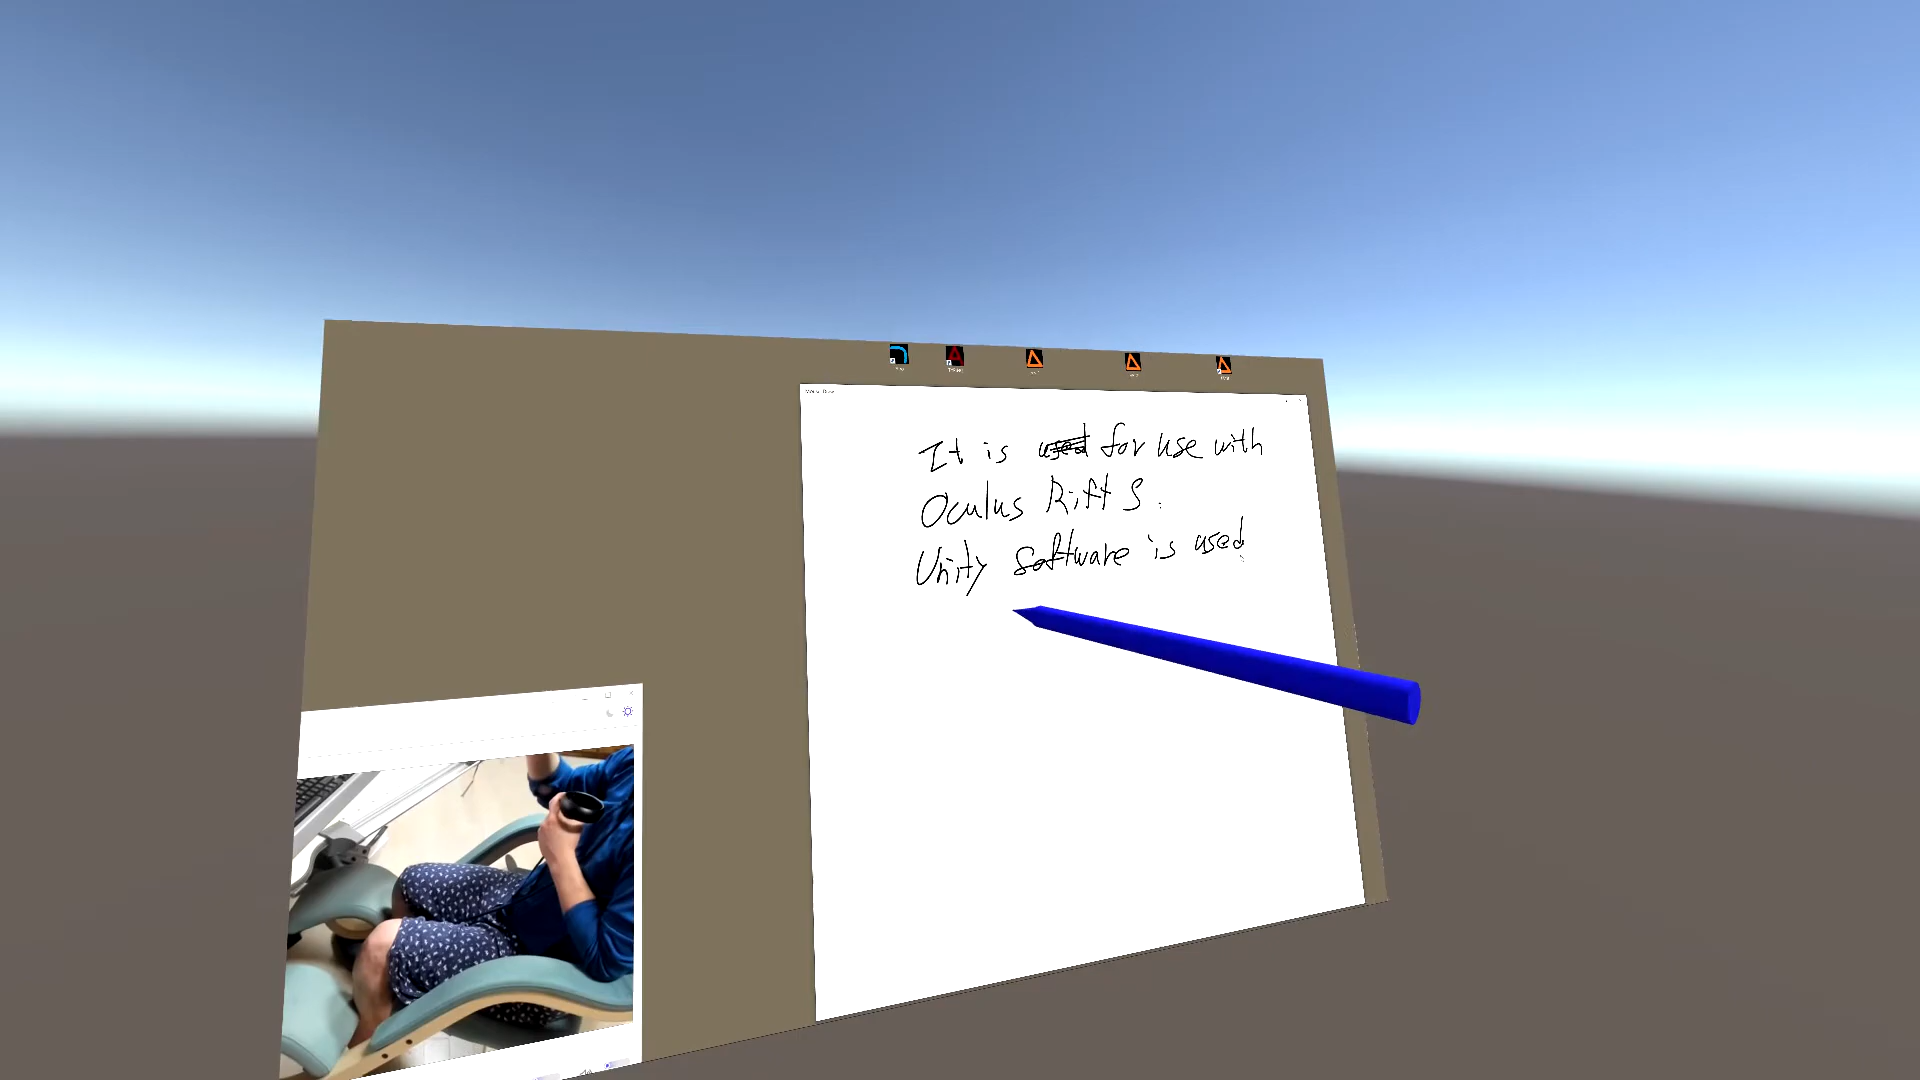 It is used for use with
Oculus Rift S.
Unity software is used